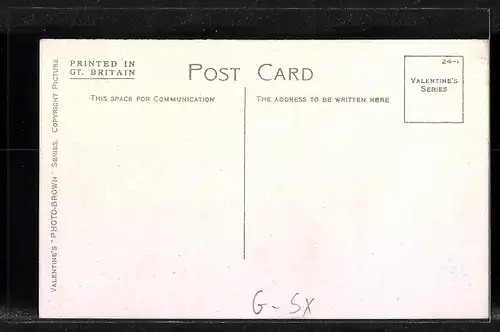 PRINTED IN
GT. BRITAIN
POST CARD
THIS SPACE FOR COMMUNICATION
THE ADDRESS TO BE WRITTEN HERE
24-1
VALENTINE'S
SERIES
VALENTINE'S "PHOTO-BROWN" SERIES. COPYRIGHT PICTURE.
G-SX